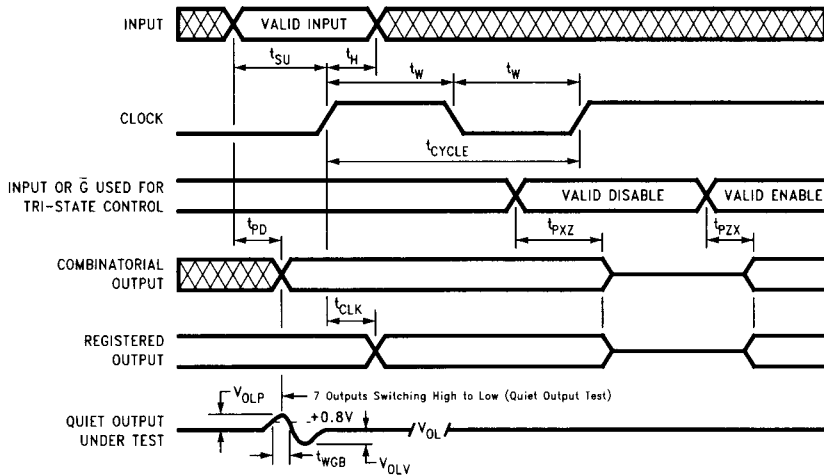 INPUT
VALID INPUT
tSU
tH
tW
tW
CLOCK
tCYCLE
INPUT OR G̅ USED FOR
TRI-STATE CONTROL
VALID DISABLE
VALID ENABLE
tPD
tPXZ
tPZX
COMBINATORIAL
OUTPUT
tCLK
REGISTERED
OUTPUT
VOLP
7 Outputs Switching High to Low (Quiet Output Test)
+0.8V
QUIET OUTPUT
UNDER TEST
VOL
tWGB
VOLV